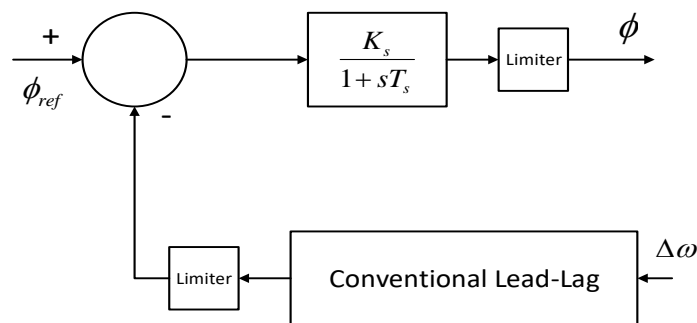 +
ϕ_ref
-
K_s / (1 + sT_s)
Limiter
ϕ
Limiter
Conventional Lead-Lag
Δω